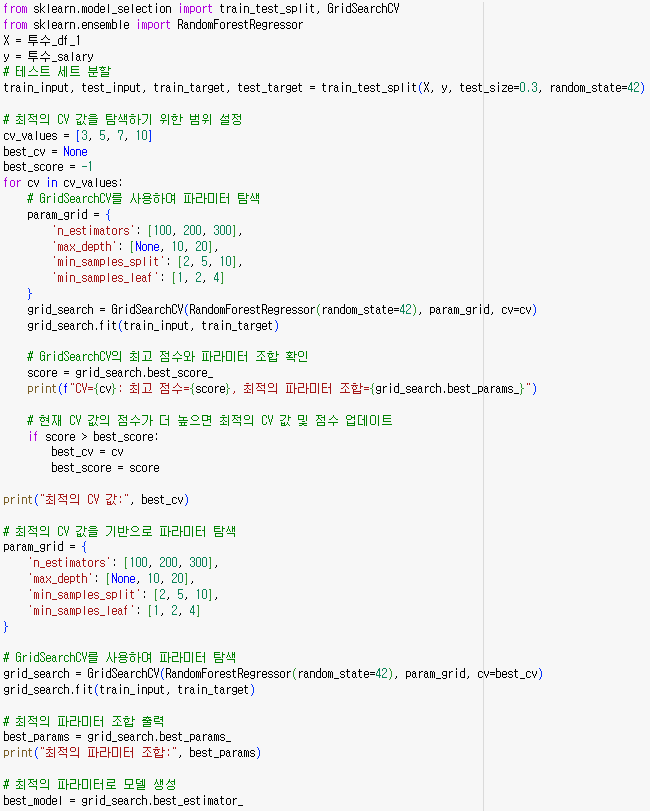 from sklearn.model_selection import train_test_split, GridSearchCV
from sklearn.ensemble import RandomForestRegressor
X = 투수_df_1
y = 투수_salary
# 테스트 세트 분할
train_input, test_input, train_target, test_target = train_test_split(X, y, test_size=0.3, random_state=42)

# 최적의 CV 값을 탐색하기 위한 범위 설정
cv_values = [3, 5, 7, 10]
best_cv = None
best_score = -1
for cv in cv_values:
    # GridSearchCV를 사용하여 파라미터 탐색
    param_grid = {
        'n_estimators': [100, 200, 300],
        'max_depth': [None, 10, 20],
        'min_samples_split': [2, 5, 10],
        'min_samples_leaf': [1, 2, 4]
    }
    grid_search = GridSearchCV(RandomForestRegressor(random_state=42), param_grid, cv=cv)
    grid_search.fit(train_input, train_target)

    # GridSearchCV의 최고 점수와 파라미터 조합 확인
    score = grid_search.best_score_
    print(f"CV={cv}: 최고 점수={score}, 최적의 파라미터 조합={grid_search.best_params_}")

    # 현재 CV 값의 점수가 더 높으면 최적의 CV 값 및 점수 업데이트
    if score > best_score:
        best_cv = cv
        best_score = score

print("최적의 CV 값:", best_cv)

# 최적의 CV 값을 기반으로 파라미터 탐색
param_grid = {
    'n_estimators': [100, 200, 300],
    'max_depth': [None, 10, 20],
    'min_samples_split': [2, 5, 10],
    'min_samples_leaf': [1, 2, 4]
}

# GridSearchCV를 사용하여 파라미터 탐색
grid_search = GridSearchCV(RandomForestRegressor(random_state=42), param_grid, cv=best_cv)
grid_search.fit(train_input, train_target)

# 최적의 파라미터 조합 출력
best_params = grid_search.best_params_
print("최적의 파라미터 조합:", best_params)

# 최적의 파라미터로 모델 생성
best_model = grid_search.best_estimator_